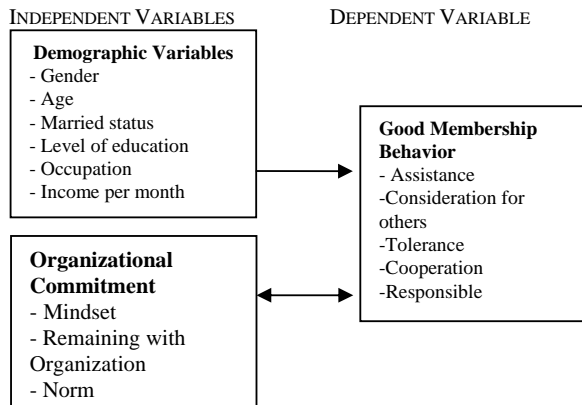 INDEPENDENT VARIABLES
DEPENDENT VARIABLE
Demographic Variables
- Gender
- Age
- Married status
- Level of education
- Occupation
- Income per month
Organizational
Commitment
- Mindset
- Remaining with
Organization
- Norm
Good Membership
Behavior
- Assistance
-Consideration for
others
-Tolerance
-Cooperation
-Responsible